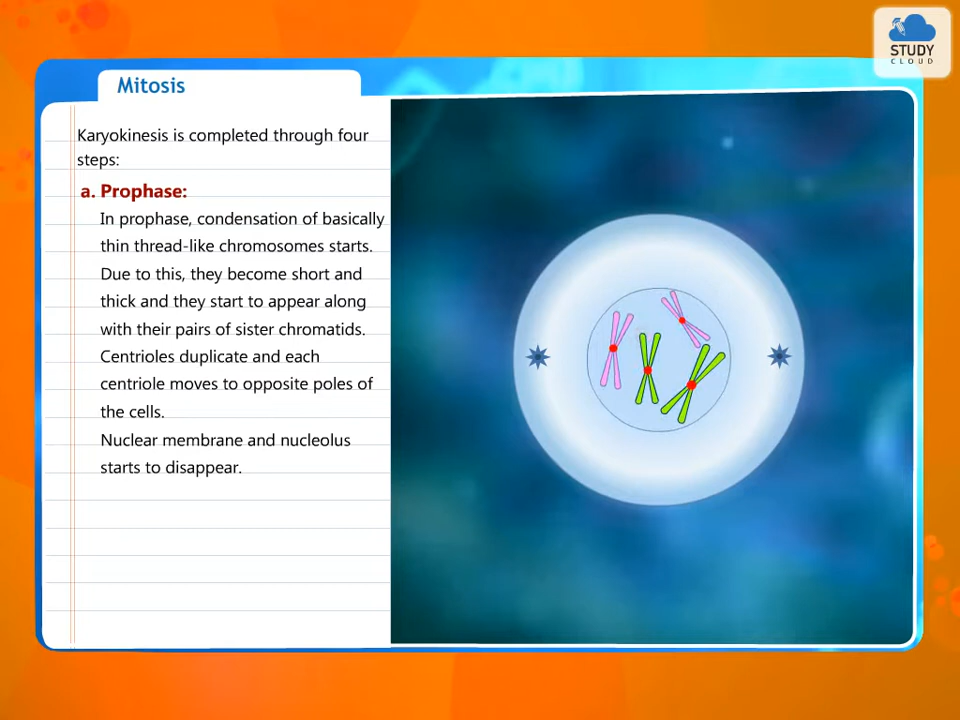 STUDY
CLOUD
Mitosis
Karyokinesis is completed through four
steps:
a. Prophase:
In prophase, condensation of basically
thin thread-like chromosomes starts.
Due to this, they become short and
thick and they start to appear along
with their pairs of sister chromatids.
Centrioles duplicate and each
centriole moves to opposite poles of
the cells.
Nuclear membrane and nucleolus
starts to disappear.